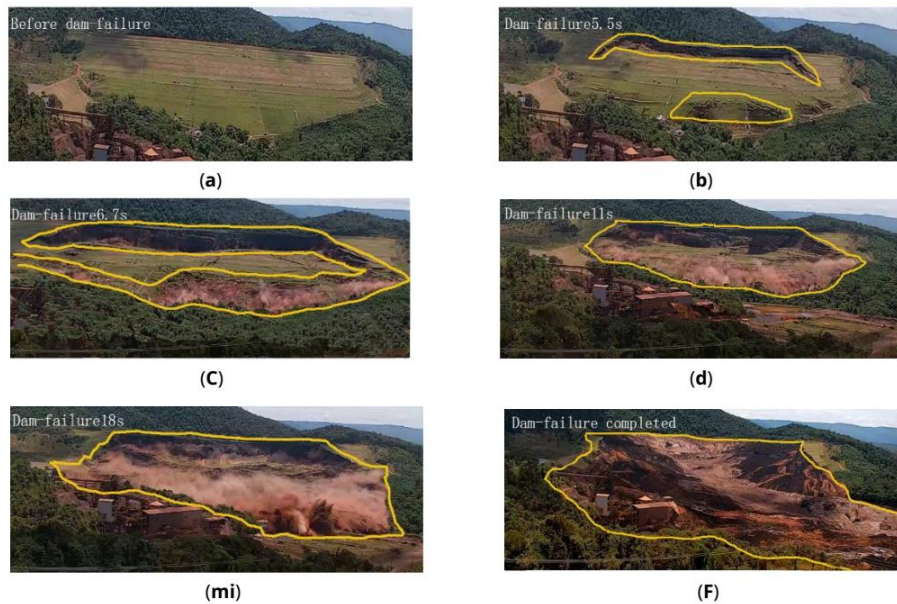 Before dam failure
Dam failure5.5s
(a)
(b)
Dam-failure6.7s
Dam-failure11s
(C)
(d)
Dam-failure18s
Dam-failure completed
(mi)
(F)